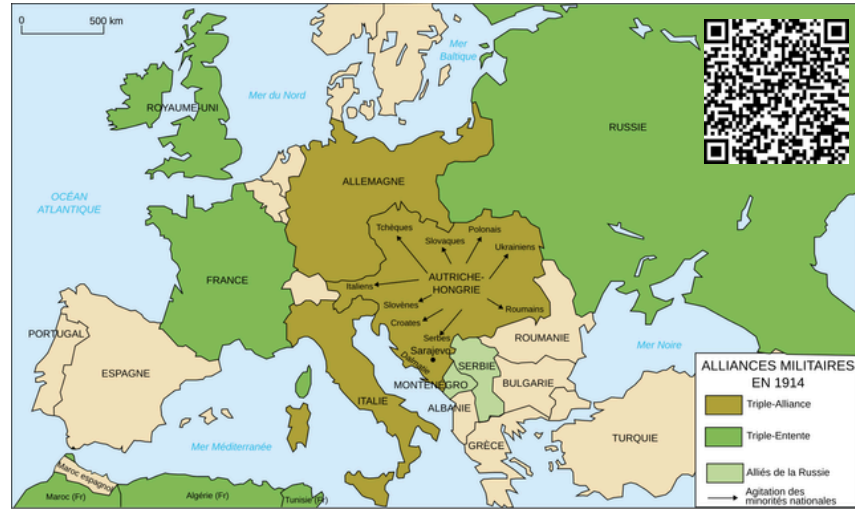 0 500 km
Mer
Baltique
Mer du Nord
ROYAUME-UNI
RUSSIE
ALLEMAGNE
OCÉAN
ATLANTIQUE
Tchèques
Polonais
Slovaques
Ukrainiens
FRANCE
AUTRICHE-
HONGRIE
Italiens
Slovènes
Roumains
Croates
PORTUGAL
Serbes
ROUMANIE
Mer Noire
Sarajevo
Dalmatie
SERBIE
ESPAGNE
MONTENEGRO
BULGARIE
ITALIE
ALBANIE
TURQUIE
Mer Méditerranée
GRÈCE
Maroc espagnol
Maroc (Fr)
Algérie (Fr)
Tunisie (Fr)
ALLIANCES MILITAIRES
EN 1914
Triple-Alliance
Triple-Entente
Alliés de la Russie
Agitation des
minorités nationales